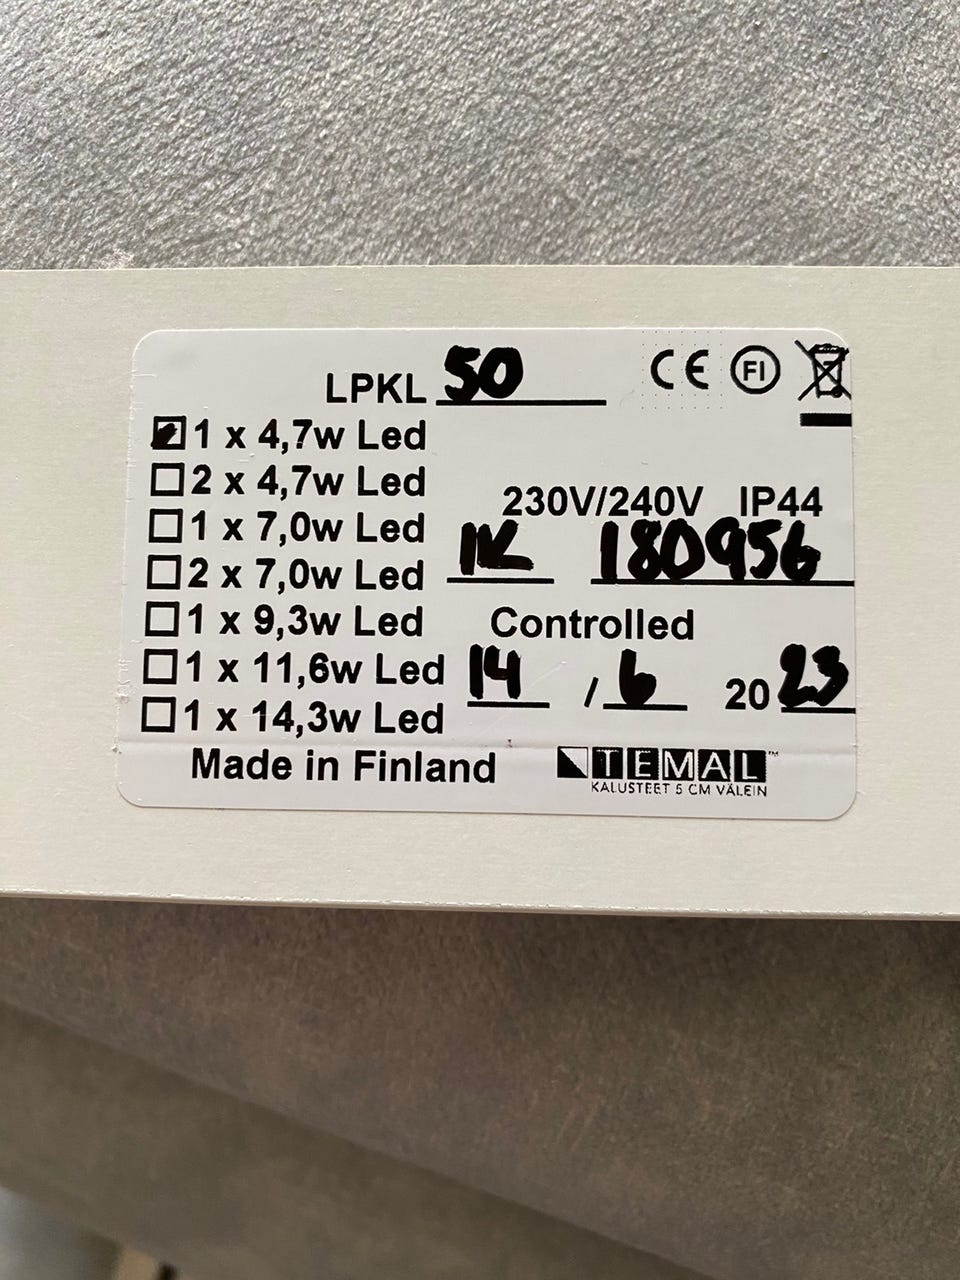 LPKL 50 CE FI
1 x 4,7w Led
2 x 4,7w Led
230V/240V IP44
1 x 7,0w Led
2 x 7,0w Led
IK 180956
1 x 9,3w Led
Controlled
1 x 11,6w Led
14 / 6 2023
1 x 14,3w Led
Made in Finland
TEMAL™
KALUSTEET 5 CM VÄLEIN